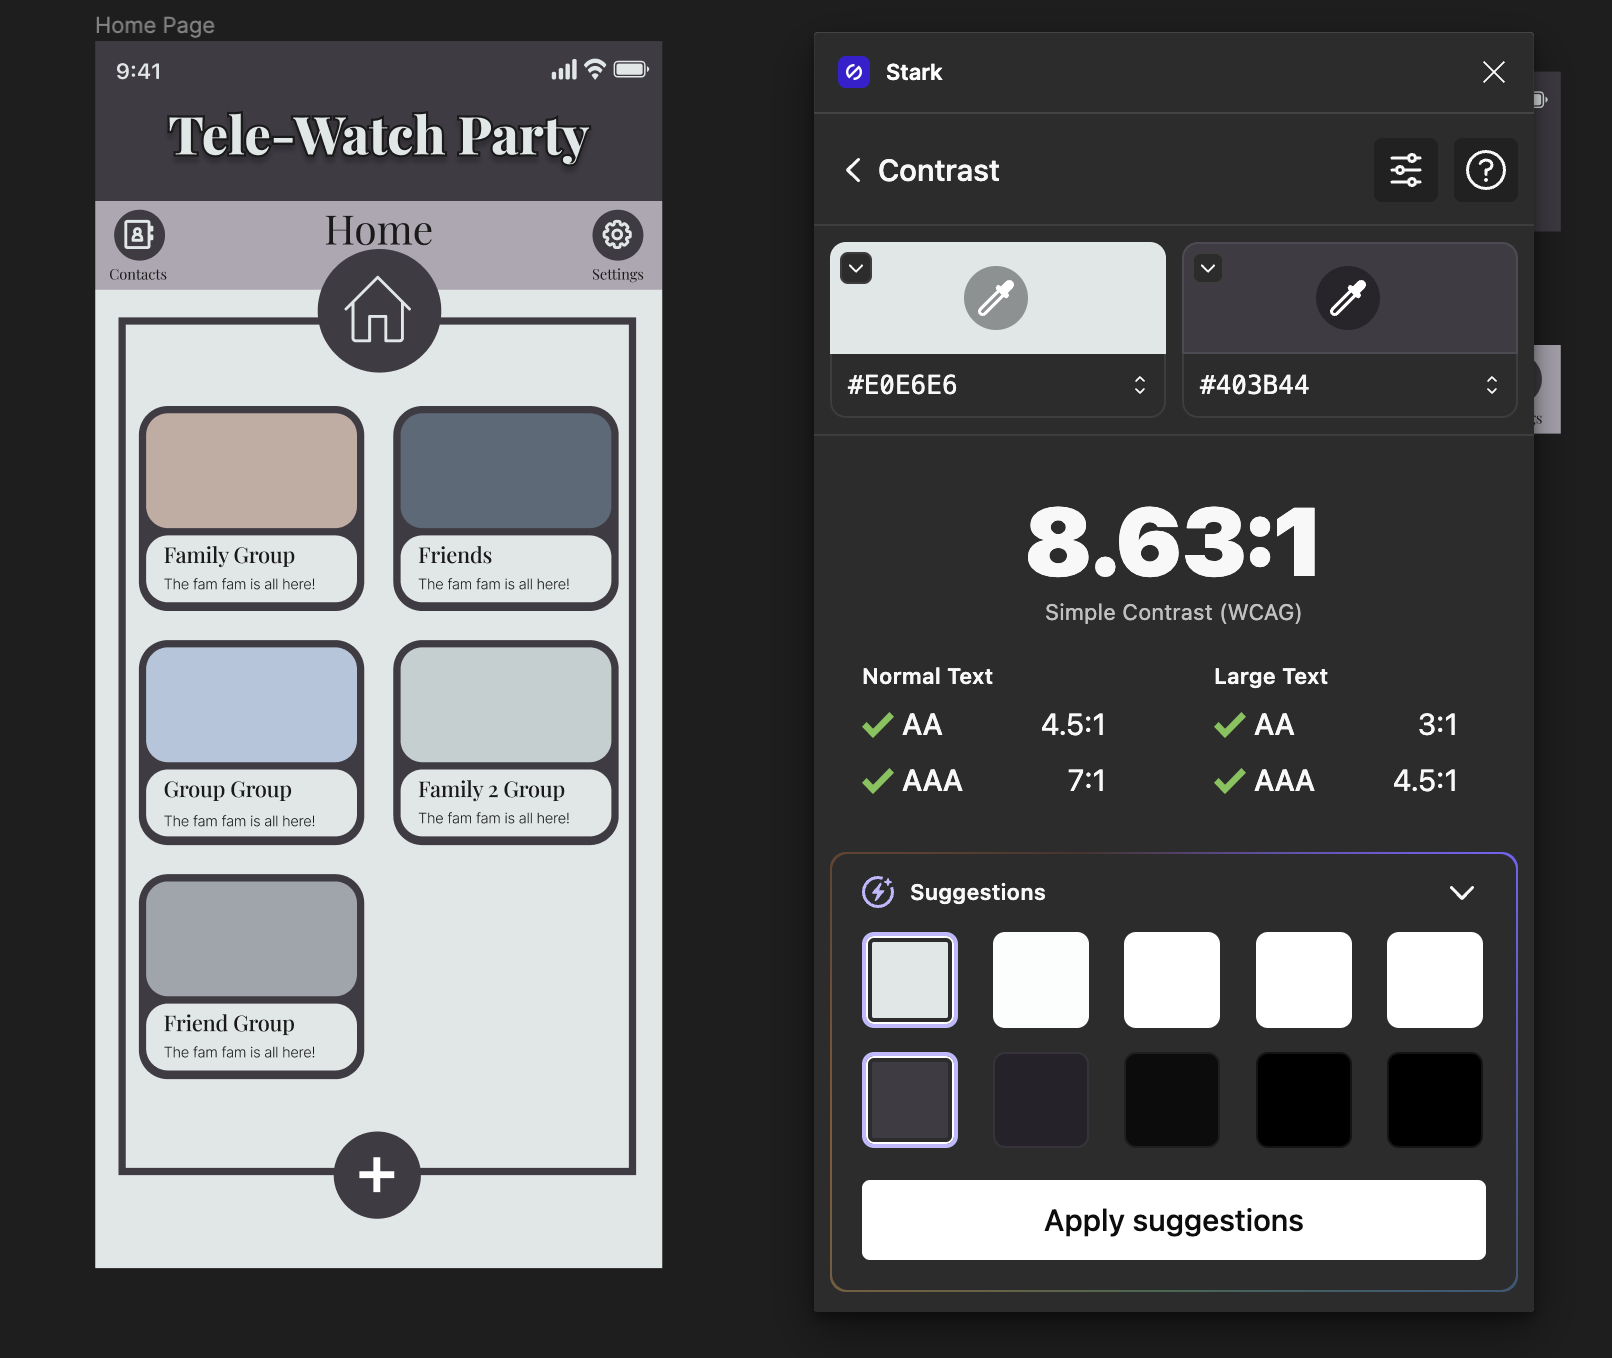 Home Page
9:41
Tele-Watch Party
Home
Contacts
Settings
Family Group
The fam fam is all here!
Friends
The fam fam is all here!
Group Group
The fam fam is all here!
Family 2 Group
The fam fam is all here!
Friend Group
The fam fam is all here!
Stark
Contrast
#E0E6E6
#403B44
8.63:1
Simple Contrast (WCAG)
Normal Text
AA 4.5:1
AAA 7:1
Large Text
AA 3:1
AAA 4.5:1
Suggestions
Apply suggestions